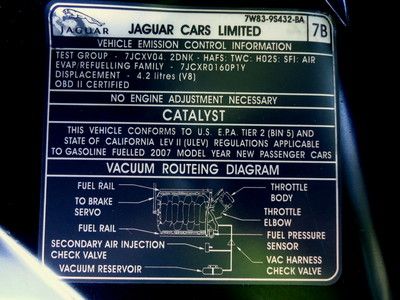 7W83-9S432-BA
JAGUAR
JAGUAR CARS LIMITED
7B
VEHICLE EMISSION CONTROL INFORMATION
TEST GROUP - 7JCXV04. 2DNK - HAFS: TWC: HO2S: SFI: AIR
EVAP REFUELLING FAMILY - 7JCXR0160P1Y
DISPLACEMENT - 4.2 litres (V8)
OBD II CERTIFIED
NO ADJUSTMENT NECESSARY
CATALYST
THIS VEHICLE CONFORMS TO U.S. E.P.A. TIER 2 (BIN 5) AND
STATE OF CALIFORNIA LEV II (ULEV) REGULATIONS APPLICABLE
TO GASOLINE FUELLED 2007 MODEL YEAR NEW PASSENGER CARS
VACUUM ROUTEING DIAGRAM
FUEL RAIL
TO BRAKE
SERVO
FUEL RAIL
SECONDARY AIR INJECTION
CHECK VALVE
VACUUM RESERVOIR
THROTTLE
BODY
THROTTLE
ELBOW
FUEL PRESSURE
SENSOR
VAC HARNESS
CHECK VALVE